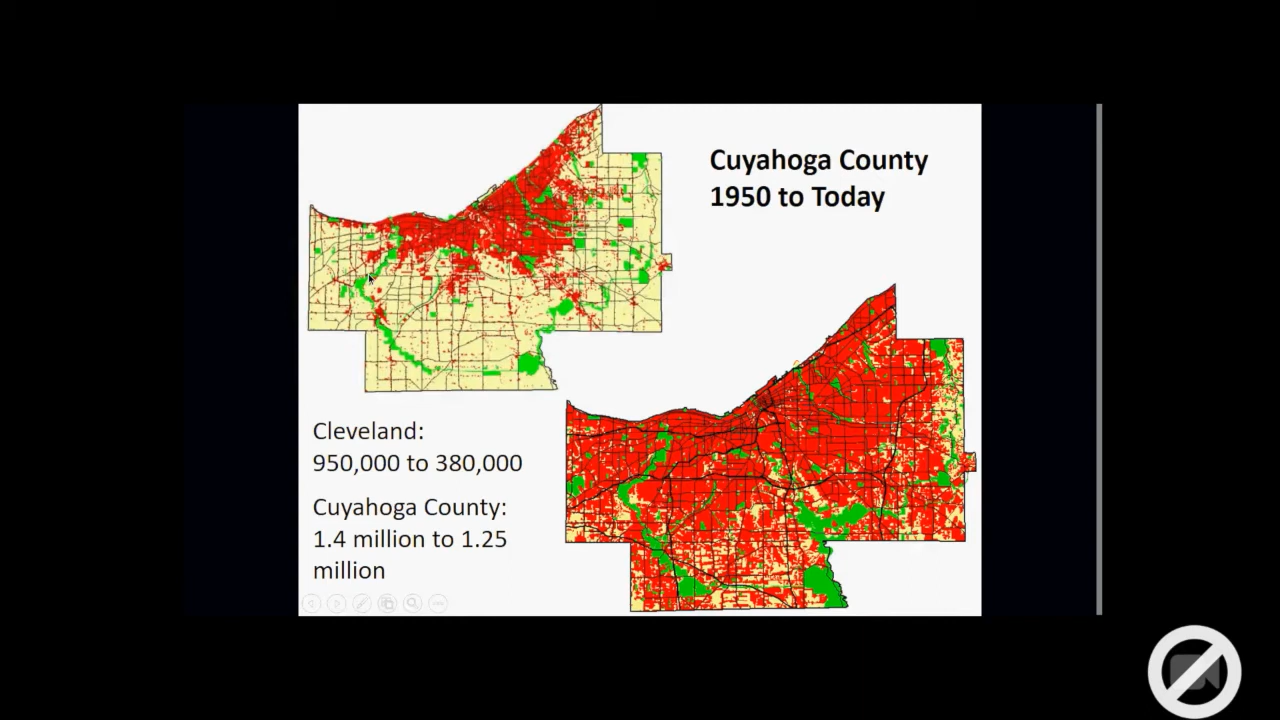 Cuyahoga County
1950 to Today
Cleveland:
950,000 to 380,000
Cuyahoga County:
1.4 million to 1.25
million